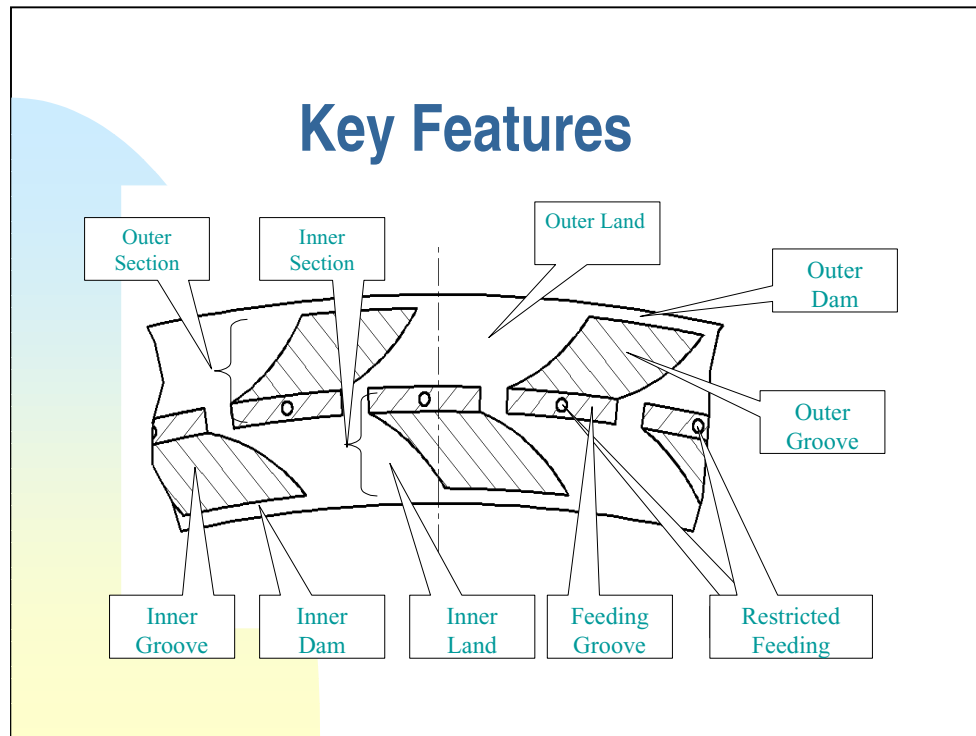 Key Features
Outer
Section
Inner
Section
Outer Land
Outer
Dam
Outer
Groove
Inner
Groove
Inner
Dam
Inner
Land
Feeding
Groove
Restricted
Feeding